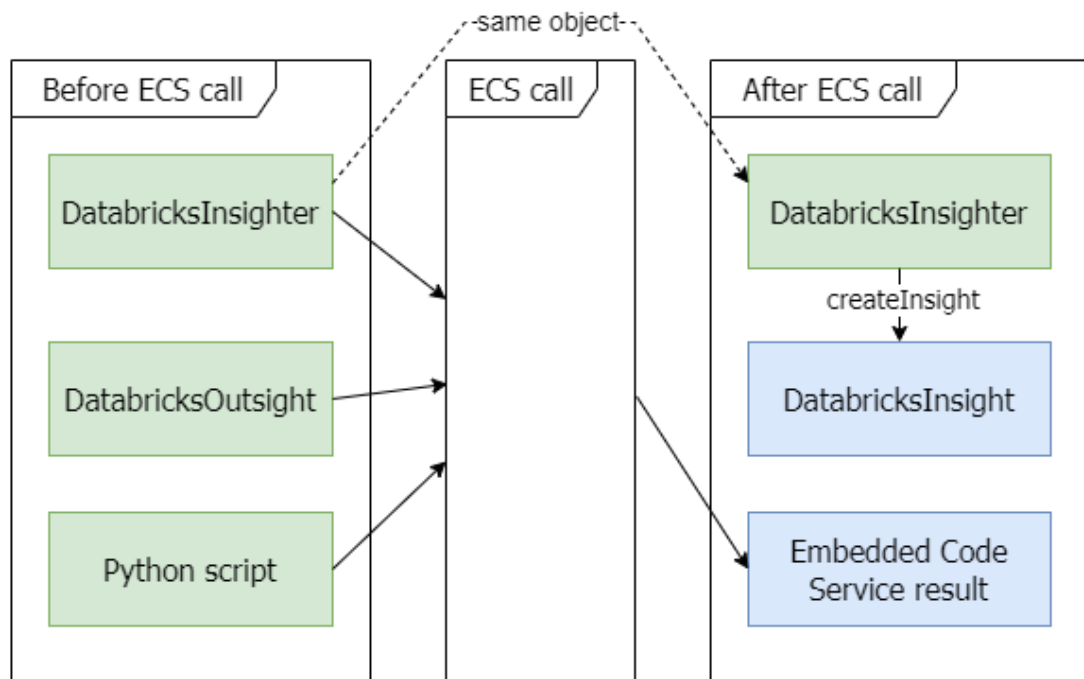 same object
Before ECS call
ECS call
After ECS call
DatabricksInsighter
DatabricksInsighter
createInsight
DatabricksOutsight
DatabricksInsight
Python script
Embedded Code
Service result